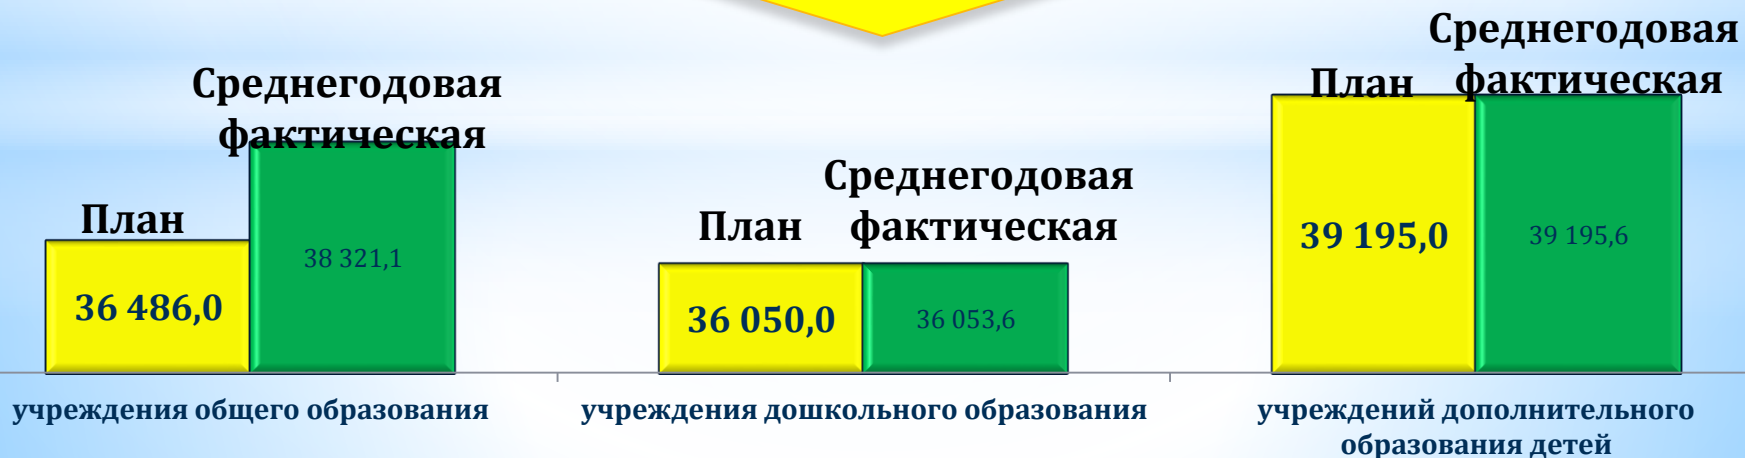 Среднегодовая
фактическая
План
38 321,1
36 486,0
учреждения общего образования
Среднегодовая
План фактическая
36 050,0
36 053,6
учреждения дошкольного образования
Среднегодовая
План фактическая
39 195,0
39 195,6
учреждений дополнительного
образования детей